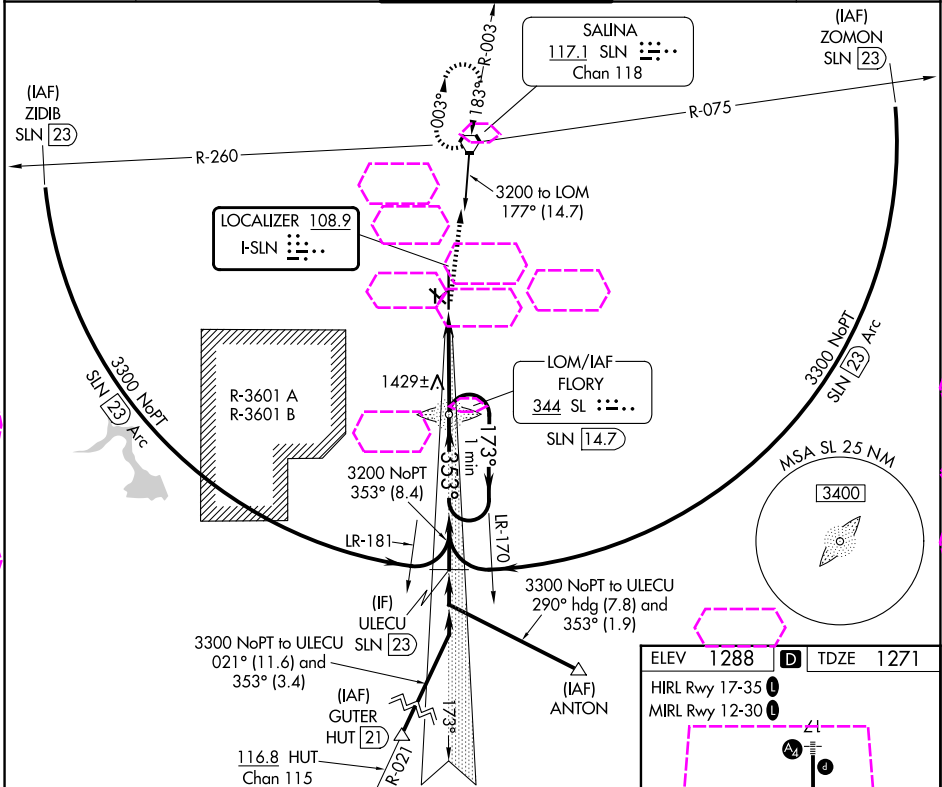 SALINA
117.1 SLN
Chan 118
(IAF)
ZOMON
SLN 23
(IAF)
ZIDIB
SLN 23
R-003
003°
183°
R-075
R-260
3200 to LOM
177° (14.7)
LOCALIZER 108.9
I-SLN
3300 NoPT
SLN 23 Arc
3300 NoPT
SLN 23 Arc
R-3601 A
R-3601 B
1429±
LOM/IAF
FLORY
344 SL
SLN 14.7
173°
1 min
353°
3200 NoPT
353° (8.4)
MSA SL 25 NM
3400
LR-181
LR-170
(IF)
ULECU
SLN 23
3300 NoPT to ULECU
290° hdg (7.8) and
353° (1.9)
3300 NoPT to ULECU
021° (11.6) and
353° (3.4)
(IAF)
ANTON
(IAF)
GUTER
HUT 21
173°
116.8 HUT
Chan 115
R-021
ELEV 1288 D TDZE 1271
HIRL Rwy 17-35 L
MIRL Rwy 12-30 L
17
A4
P